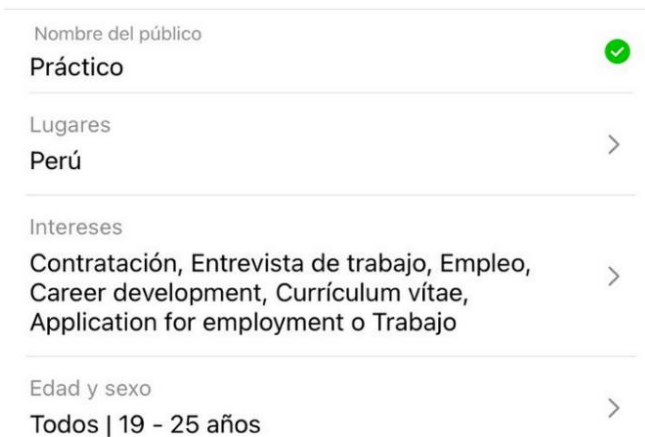 Nombre del público
Práctico
Lugares
Perú
Intereses
Contratación, Entrevista de trabajo, Empleo,
Career development, Currículum vítae,
Application for employment o Trabajo
Edad y sexo
Todos | 19 - 25 años